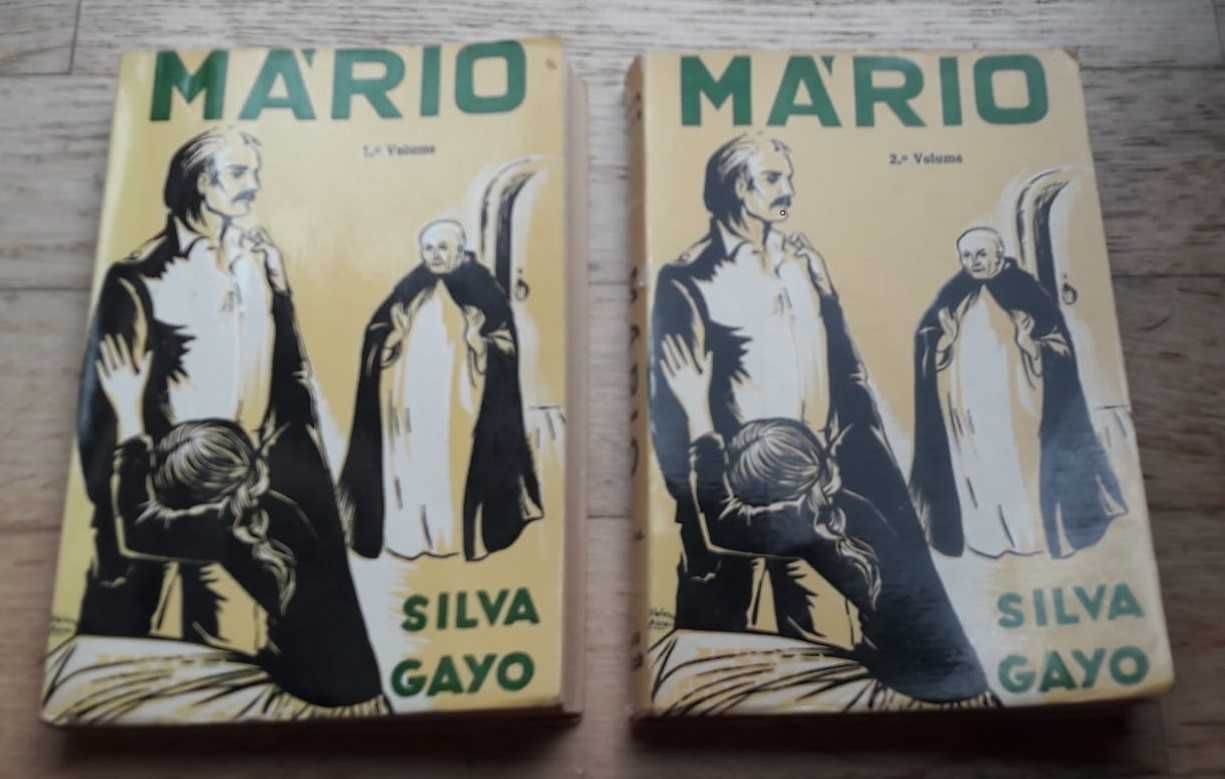 MÁRIO
1.º Volume
SILVA
GAYO
MÁRIO
2.º Volume
SILVA
GAYO